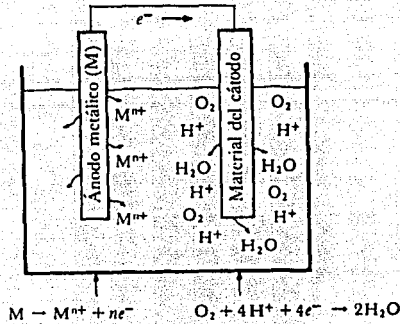 e⁻ →
Ánodo metálico (M)
Material del cátodo
Mⁿ⁺
Mⁿ⁺
Mⁿ⁺
O₂
H⁺
H₂O
H⁺
O₂
H⁺
O₂
H⁺
H₂O
O₂
H⁺
H₂O
M → Mⁿ⁺ + ne⁻
O₂ + 4H⁺ + 4e⁻ → 2H₂O